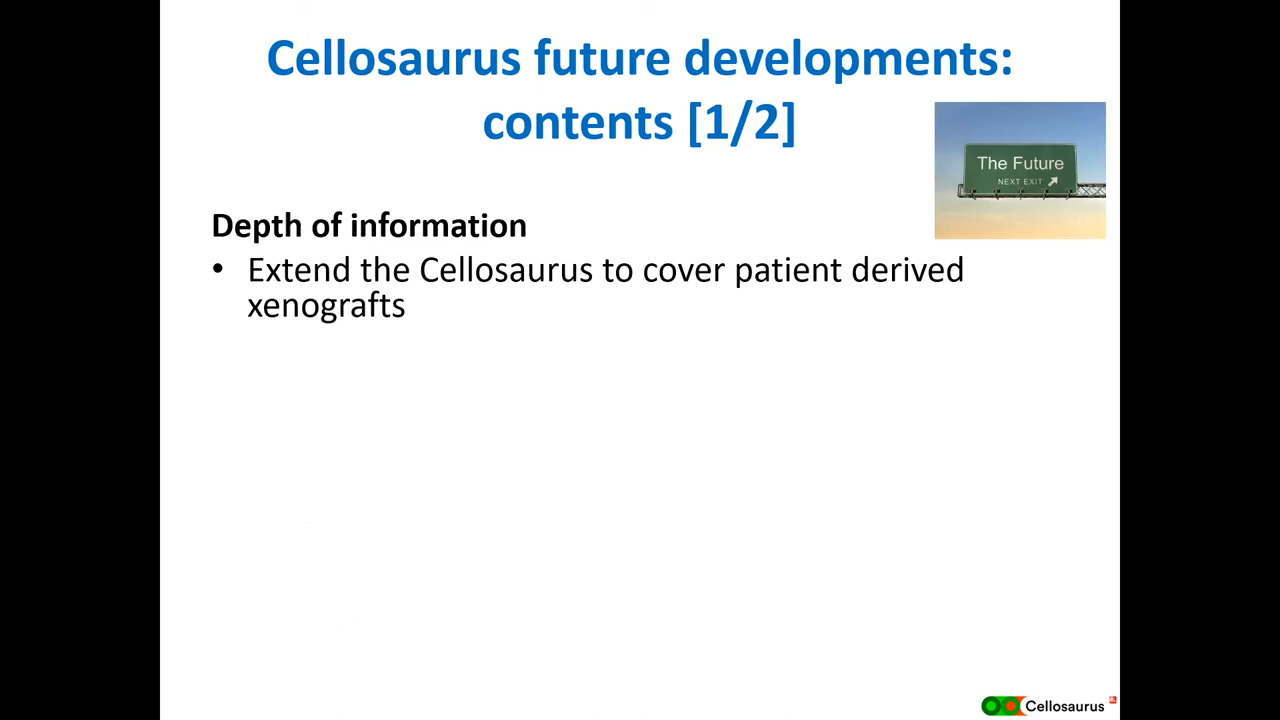 Cellosaurus future developments:
contents [1/2]
The Future
NEXT EXIT
Depth of information
• Extend the Cellosaurus to cover patient derived
xenografts
Cellosaurus